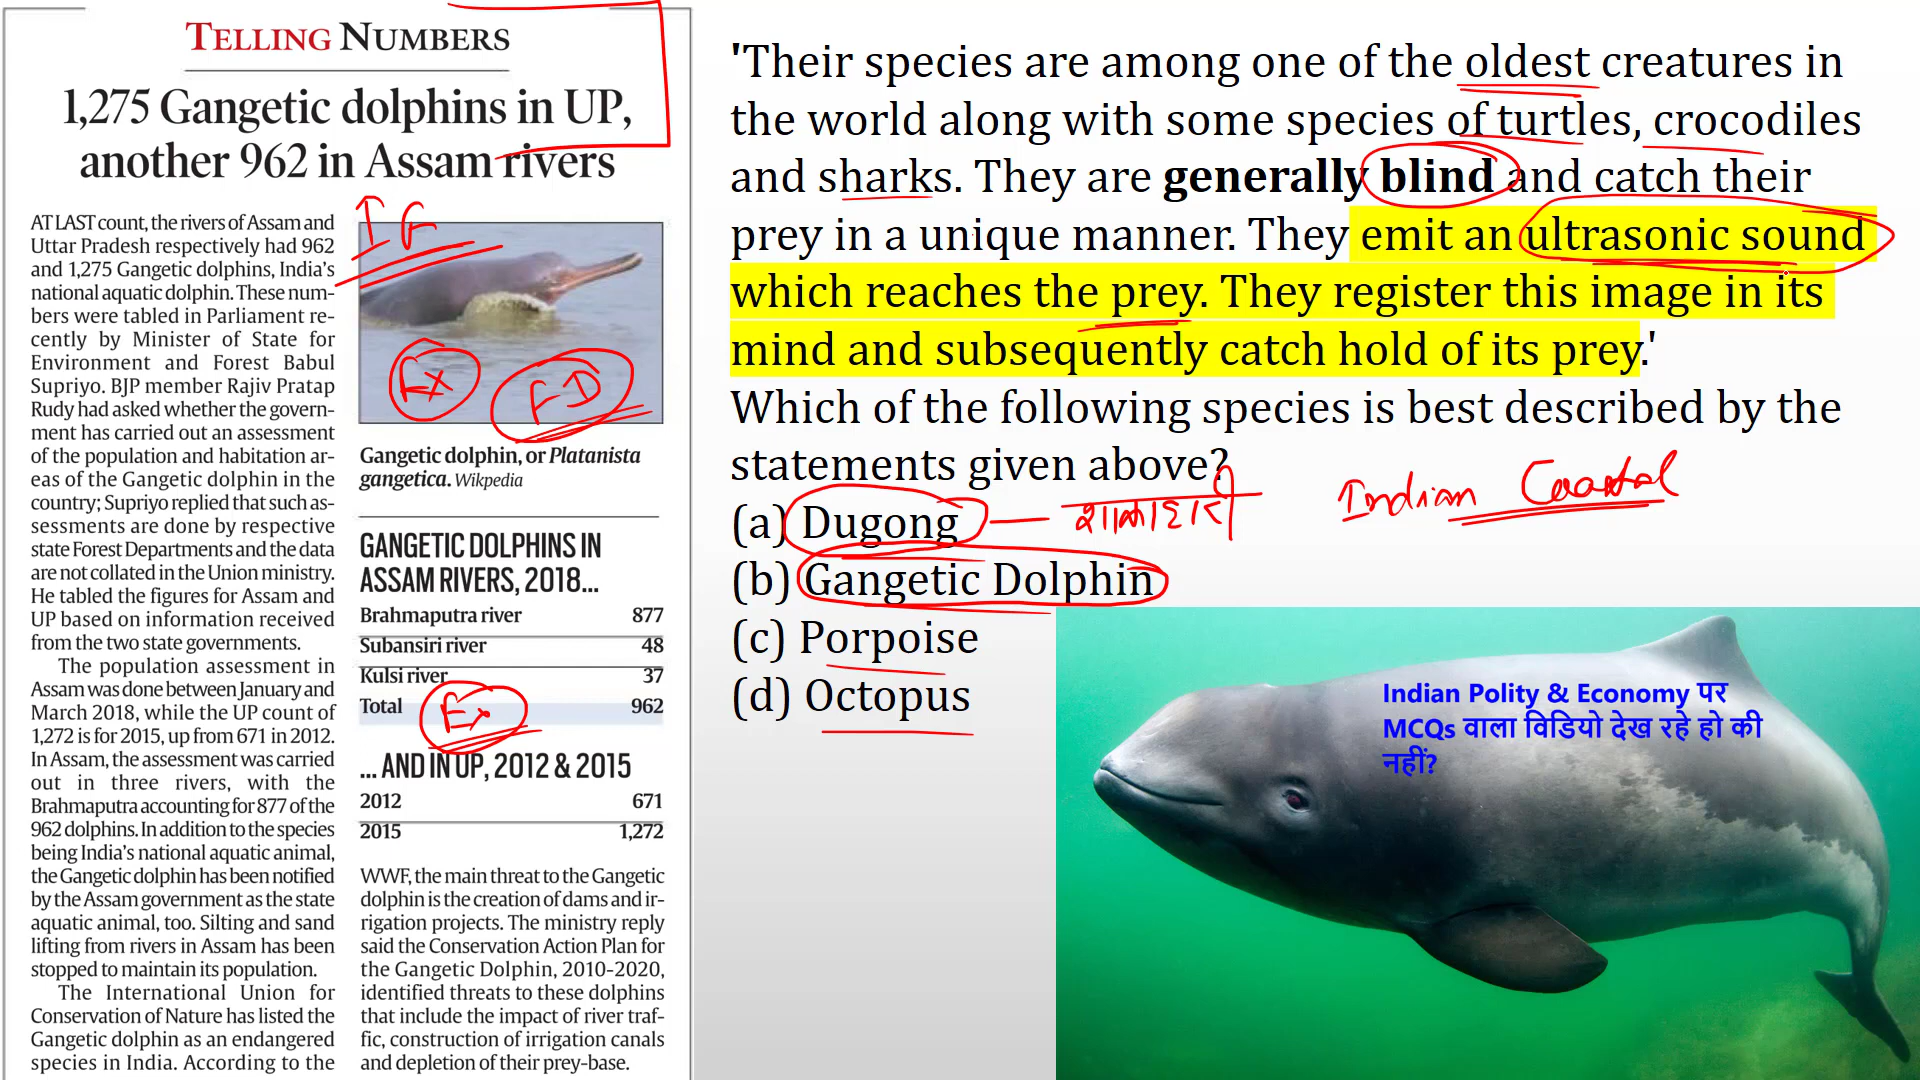 TELLING NUMBERS
1,275 Gangetic dolphins in UP,
another 962 in Assam rivers
AT LAST count, the rivers of Assam and
Uttar Pradesh respectively had 962
and 1,275 Gangetic dolphins, India's
national aquatic dolphin. These num-
bers were tabled in Parliament re-
cently by Minister of State for
Environment and Forest Babul
Supriyo. BJP member Rajiv Pratap
Rudy had asked whether the govern-
ment has carried out an assessment
of the population and habitation ar-
eas of the Gangetic dolphin in the
country; Supriyo replied that such as-
sessments are done by respective
state Forest Departments and the data
are not collated in the Union ministry.
He tabled the figures for Assam and
UP based on information received
from the two state governments.
The population assessment in
Assam was done between January and
March 2018, while the UP count of
1,272 is for 2015, up from 671 in 2012.
In Assam, the assessment was carried
out in three rivers, with the
Brahmaputra accounting for 877 of the
962 dolphins. In addition to the species
being India's national aquatic animal,
the Gangetic dolphin has been notified
by the Assam government as the state
aquatic animal, too. Silting and sand
lifting from rivers in Assam has been
stopped to maintain its population.
The International Union for
Conservation of Nature has listed the
Gangetic dolphin as an endangered
species in India. According to the
Ex
FD
Gangetic dolphin, or Platanista
gangetica. Wikipedia
GANGETIC DOLPHINS IN
ASSAM RIVERS, 2018...
Brahmaputra river 877
Subansiri river 48
Kulsi river 37
Total 962
Ex
... AND IN UP, 2012 & 2015
2012 671
2015 1,272
WWF, the main threat to the Gangetic
dolphin is the creation of dams and ir-
rigation projects. The ministry reply
said the Conservation Action Plan for
the Gangetic Dolphin, 2010-2020,
identified threats to these dolphins
that include the impact of river traf-
fic, construction of irrigation canals
and depletion of their prey-base.
'Their species are among one of the oldest creatures in
the world along with some species of turtles, crocodiles
and sharks. They are generally blind and catch their
prey in a unique manner. They emit an ultrasonic sound
which reaches the prey. They register this image in its
mind and subsequently catch hold of its prey.'
Which of the following species is best described by the
statements given above?
Indian Coastal
(a) Dugong — शाकाहारी
(b) Gangetic Dolphin
(c) Porpoise
(d) Octopus
Indian Polity & Economy पर
MCQs वाला विडियो देख रहे हो की
नहीं?